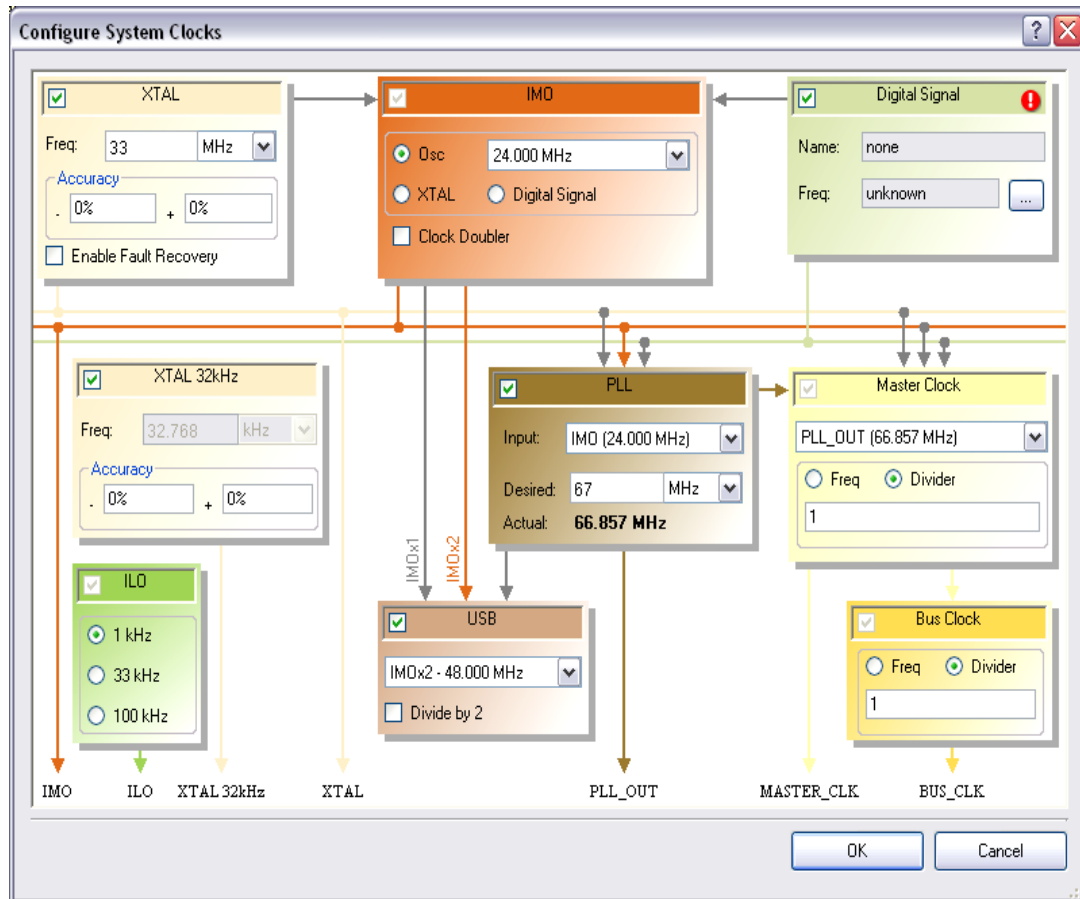 Configure System Clocks
XTAL
Freq: 33 MHz
Accuracy
- 0% + 0%
Enable Fault Recovery
IMO
Osc 24.000 MHz
XTAL Digital Signal
Clock Doubler
Digital Signal
Name: none
Freq: unknown ...
XTAL 32kHz
Freq: 32.768 kHz
Accuracy
- 0% + 0%
PLL
Input: IMO (24.000 MHz)
Desired: 67 MHz
Actual: 66.857 MHz
Master Clock
PLL_OUT (66.857 MHz)
Freq Divider
1
IMOx1
IMOx2
ILO
1 kHz
33 kHz
100 kHz
USB
IMOx2 - 48.000 MHz
Divide by 2
Bus Clock
Freq Divider
1
IMO ILO XTAL 32kHz XTAL PLL_OUT MASTER_CLK BUS_CLK
OK Cancel